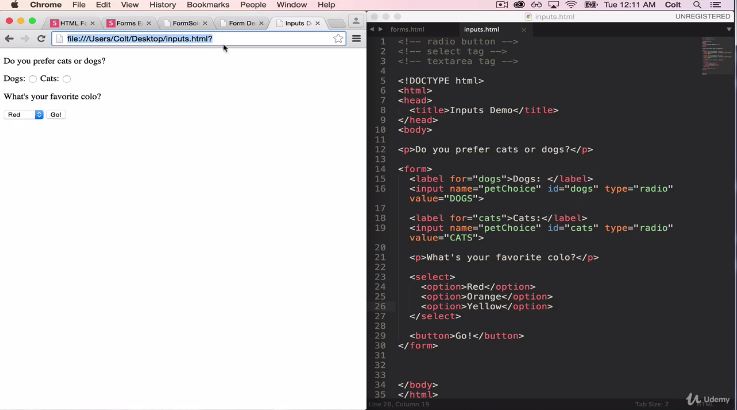 Chrome File Edit View History Bookmarks People Window Help Tue 12:11 AM Colt
HTML F Forms E FormSo Form De Inputs D Colt
file:///Users/Colt/Desktop/inputs.html?
Do you prefer cats or dogs?
Dogs: Cats:
What's your favorite colo?
Red Go!
inputs.html UNREGISTERED
forms.html inputs.html
1 <!-- radio button -->
2 <!-- select tag -->
3 <!-- textarea tag -->
4
5 <!DOCTYPE html>
6 <html>
7 <head>
8 <title>Inputs Demo</title>
9 </head>
10 <body>
11
12 <p>Do you prefer cats or dogs?</p>
13
14 <form>
15 <label for="dogs">Dogs: </label>
16 <input name="petChoice" id="dogs" type="radio"
value="DOGS">
17
18 <label for="cats">Cats:</label>
19 <input name="petChoice" id="cats" type="radio"
value="CATS">
20
21 <p>What's your favorite colo?</p>
22
23 <select>
24 <option>Red</option>
25 <option>Orange</option>
26 <option>Yellow</option>
27 </select>
28
29 <button>Go!</button>
30 </form>
31
32
33
34 </body>
35 </html>
Tab Size: 2 HTML
Udemy